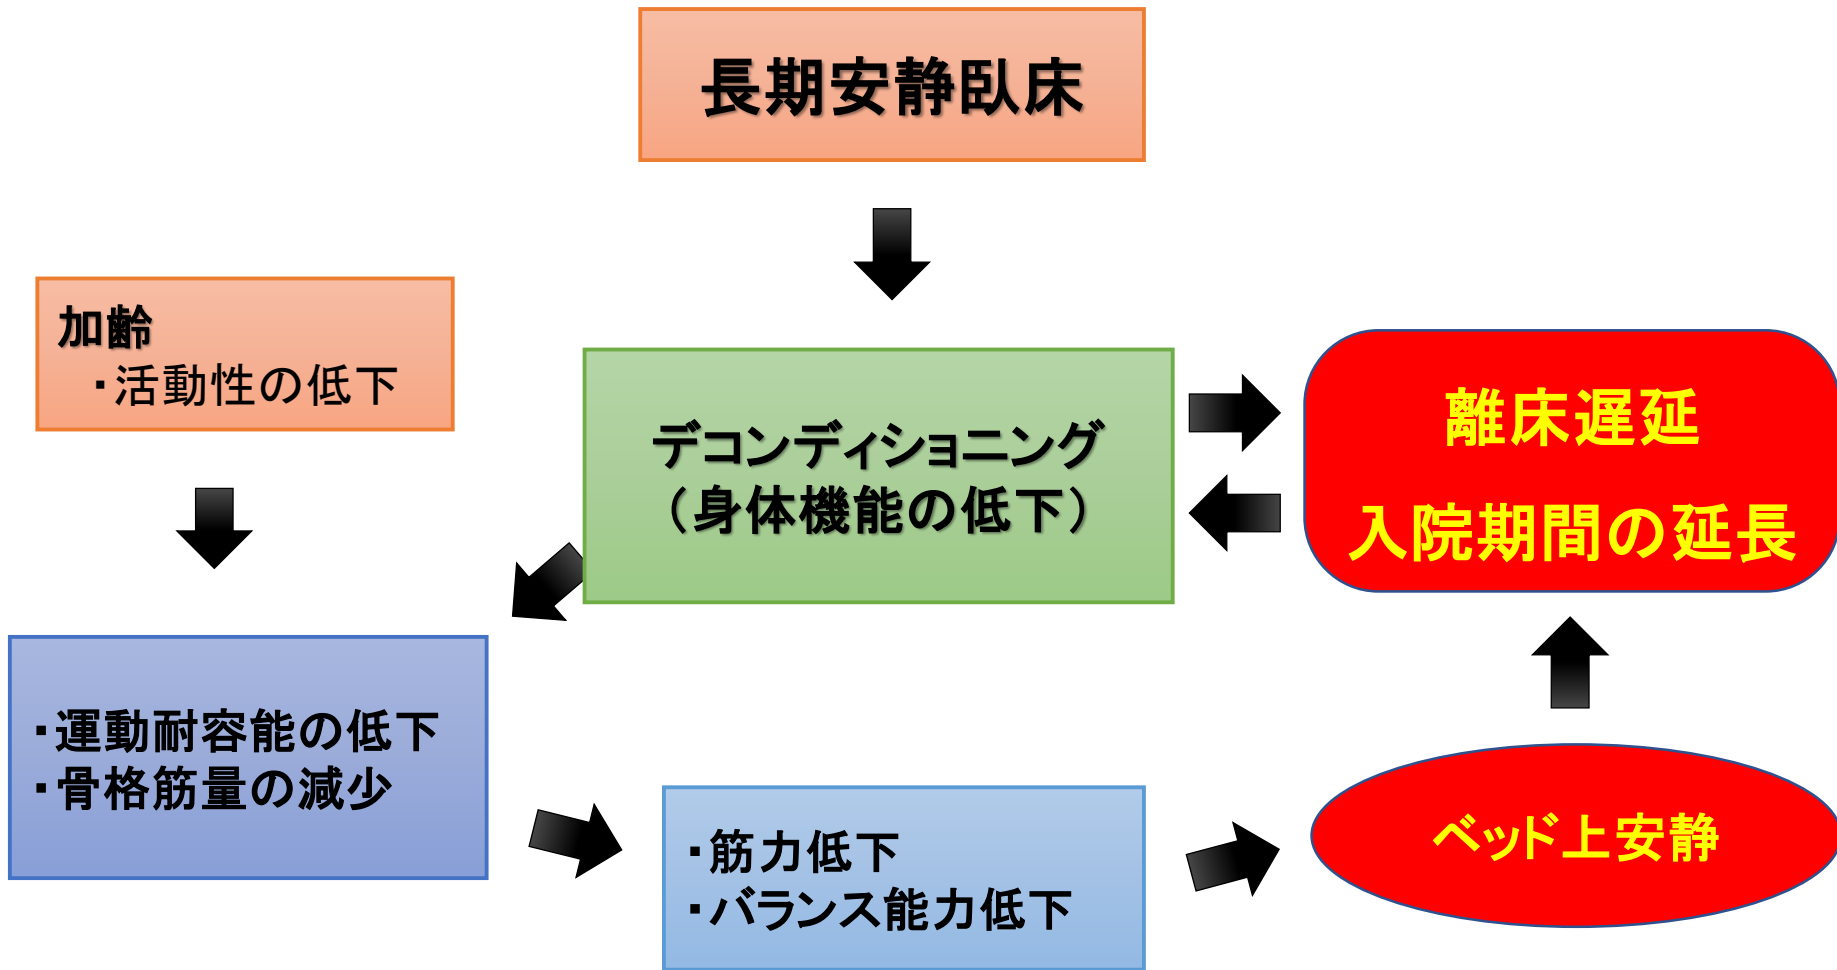 長期安静臥床
加齢
・活動性の低下
デコンディショニング
（身体機能の低下）
離床遅延
入院期間の延長
・運動耐容能の低下
・骨格筋量の減少
・筋力低下
・バランス能力低下
ベッド上安静